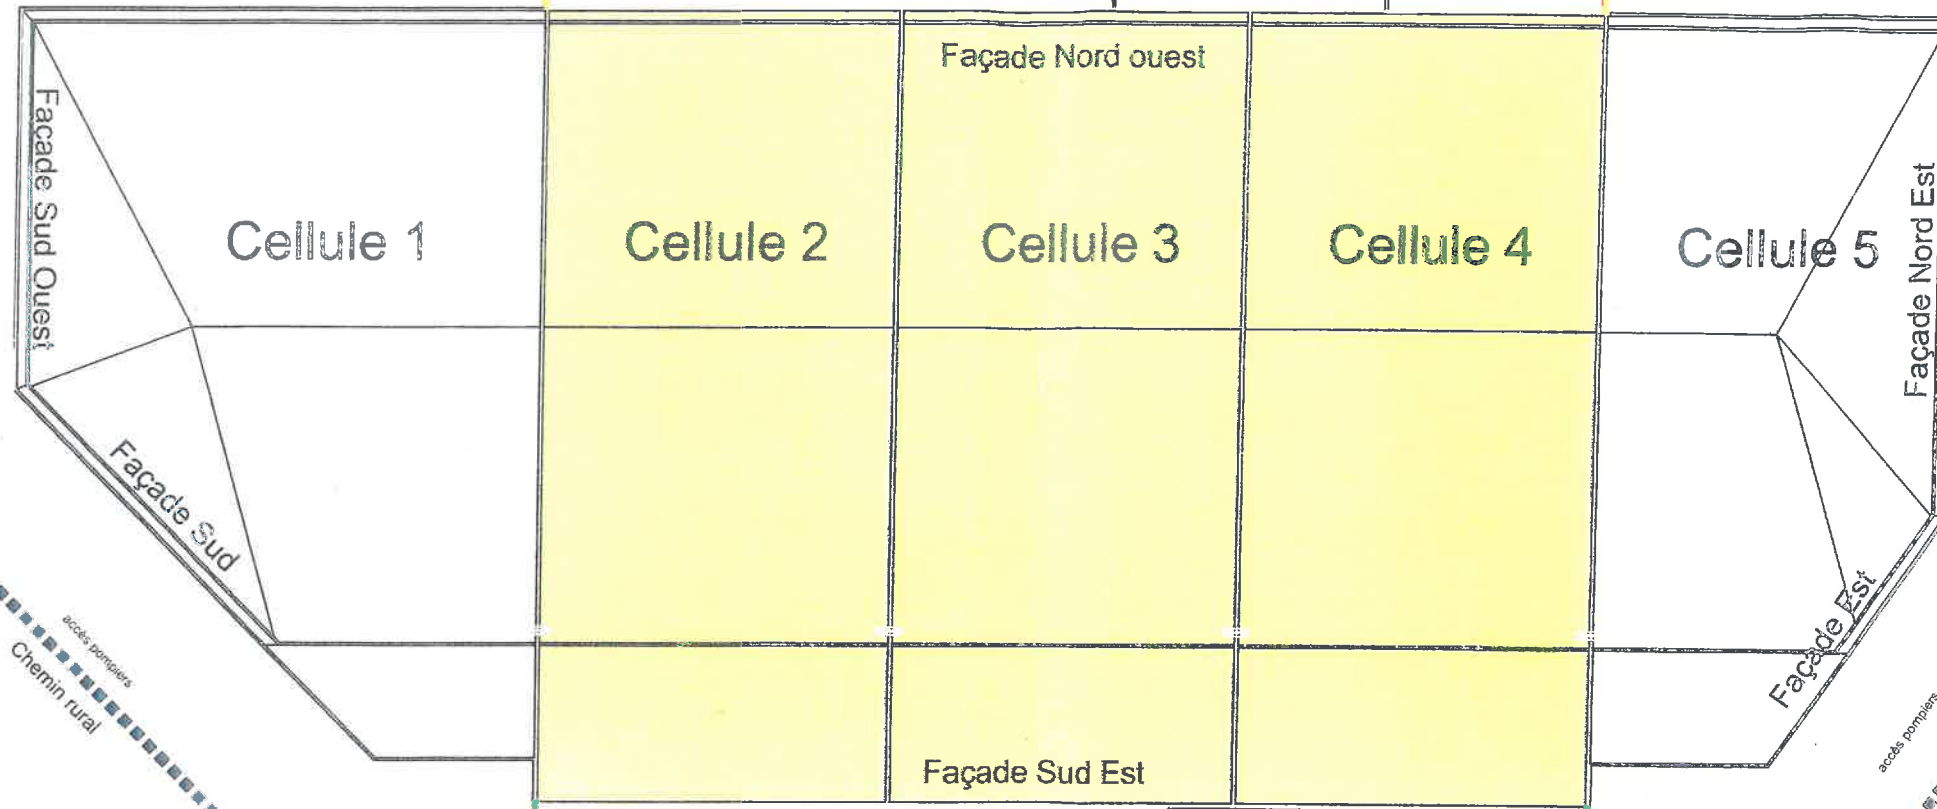 Façade Nord ouest
Facade Sud Ouest
Cellule 1
Cellule 2
Cellule 3
Cellule 4
Cellule 5
Façade Nord Est
Façade Sud
Façade Est
accès pompiers
Chemin rural
Façade Sud Est
accès pompiers